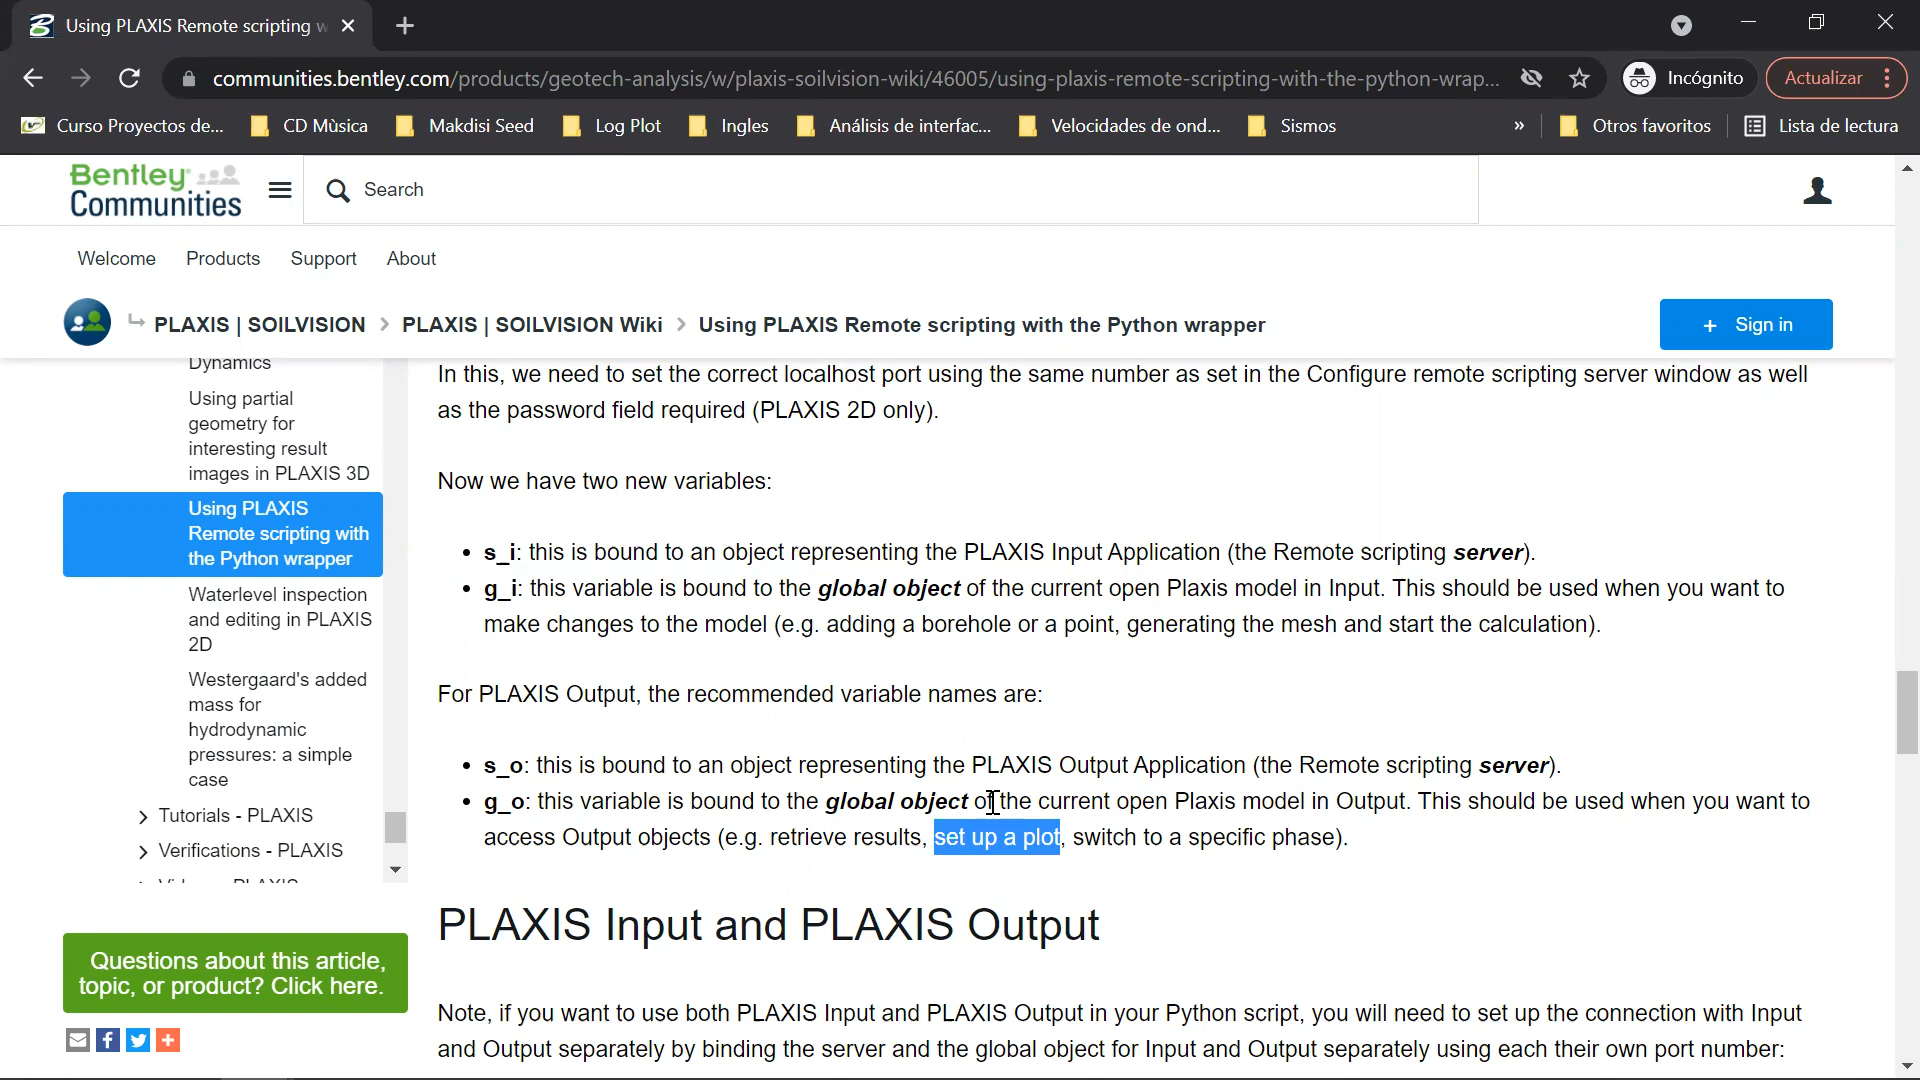 Using PLAXIS Remote scripting w
communities.bentley.com/products/geotech-analysis/w/plaxis-soilvision-wiki/46005/using-plaxis-remote-scripting-with-the-python-wrap...
Incógnito
Actualizar
Curso Proyectos de...
CD Mùsica
Makdisi Seed
Log Plot
Ingles
Análisis de interfac...
Velocidades de ond...
Sismos
»
Otros favoritos
Lista de lectura
Bentley
Communities
Search
Welcome
Products
Support
About
PLAXIS | SOILVISION > PLAXIS | SOILVISION Wiki > Using PLAXIS Remote scripting with the Python wrapper
+ Sign in
Dynamics
Using partial
geometry for
interesting result
images in PLAXIS 3D
Using PLAXIS
Remote scripting with
the Python wrapper
Waterlevel inspection
and editing in PLAXIS
2D
Westergaard's added
mass for
hydrodynamic
pressures: a simple
case
Tutorials - PLAXIS
Verifications - PLAXIS
Questions about this article,
topic, or product? Click here.
In this, we need to set the correct localhost port using the same number as set in the Configure remote scripting server window as well
as the password field required (PLAXIS 2D only).
Now we have two new variables:
• s_i: this is bound to an object representing the PLAXIS Input Application (the Remote scripting server).
• g_i: this variable is bound to the global object of the current open Plaxis model in Input. This should be used when you want to
make changes to the model (e.g. adding a borehole or a point, generating the mesh and start the calculation).
For PLAXIS Output, the recommended variable names are:
• s_o: this is bound to an object representing the PLAXIS Output Application (the Remote scripting server).
• g_o: this variable is bound to the global object of the current open Plaxis model in Output. This should be used when you want to
access Output objects (e.g. retrieve results, set up a plot, switch to a specific phase).
PLAXIS Input and PLAXIS Output
Note, if you want to use both PLAXIS Input and PLAXIS Output in your Python script, you will need to set up the connection with Input
and Output separately by binding the server and the global object for Input and Output separately using each their own port number: